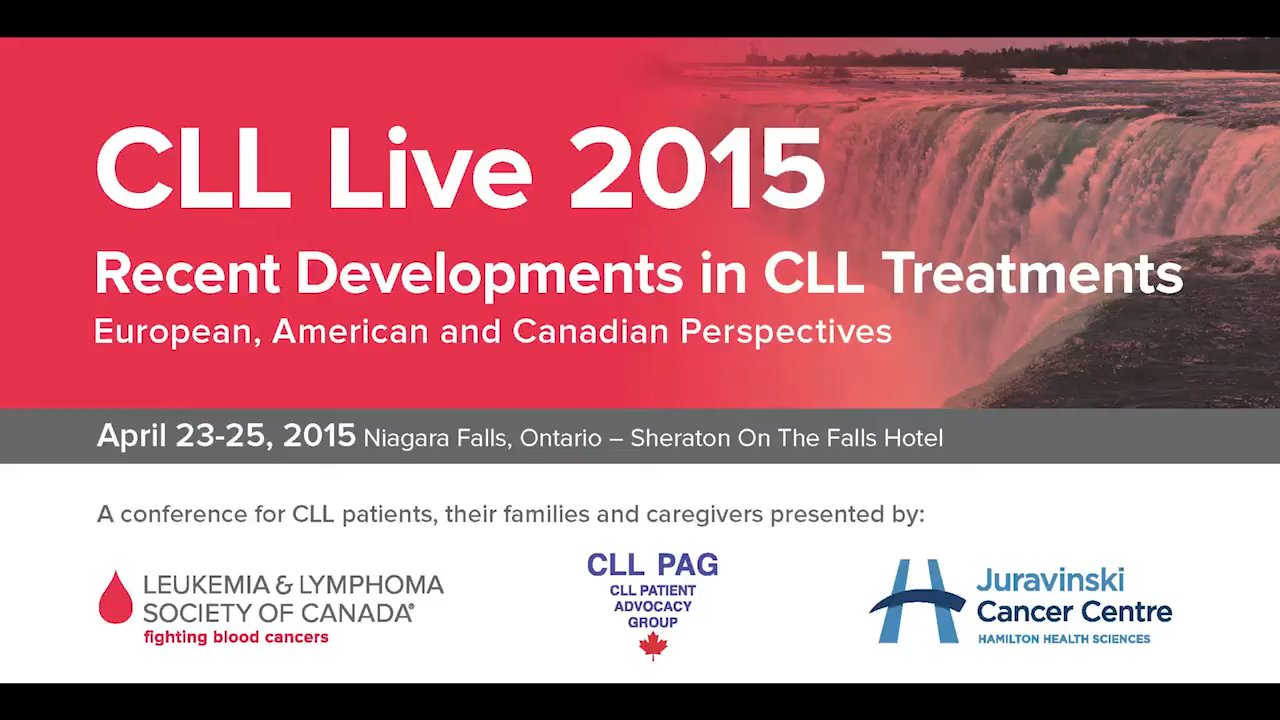 CLL Live 2015
Recent Developments in CLL Treatments
European, American and Canadian Perspectives
April 23-25, 2015 Niagara Falls, Ontario – Sheraton On The Falls Hotel
A conference for CLL patients, their families and caregivers presented by:
LEUKEMIA & LYMPHOMA
SOCIETY OF CANADA®
fighting blood cancers
CLL PAG
CLL PATIENT
ADVOCACY
GROUP
Juravinski
Cancer Centre
HAMILTON HEALTH SCIENCES